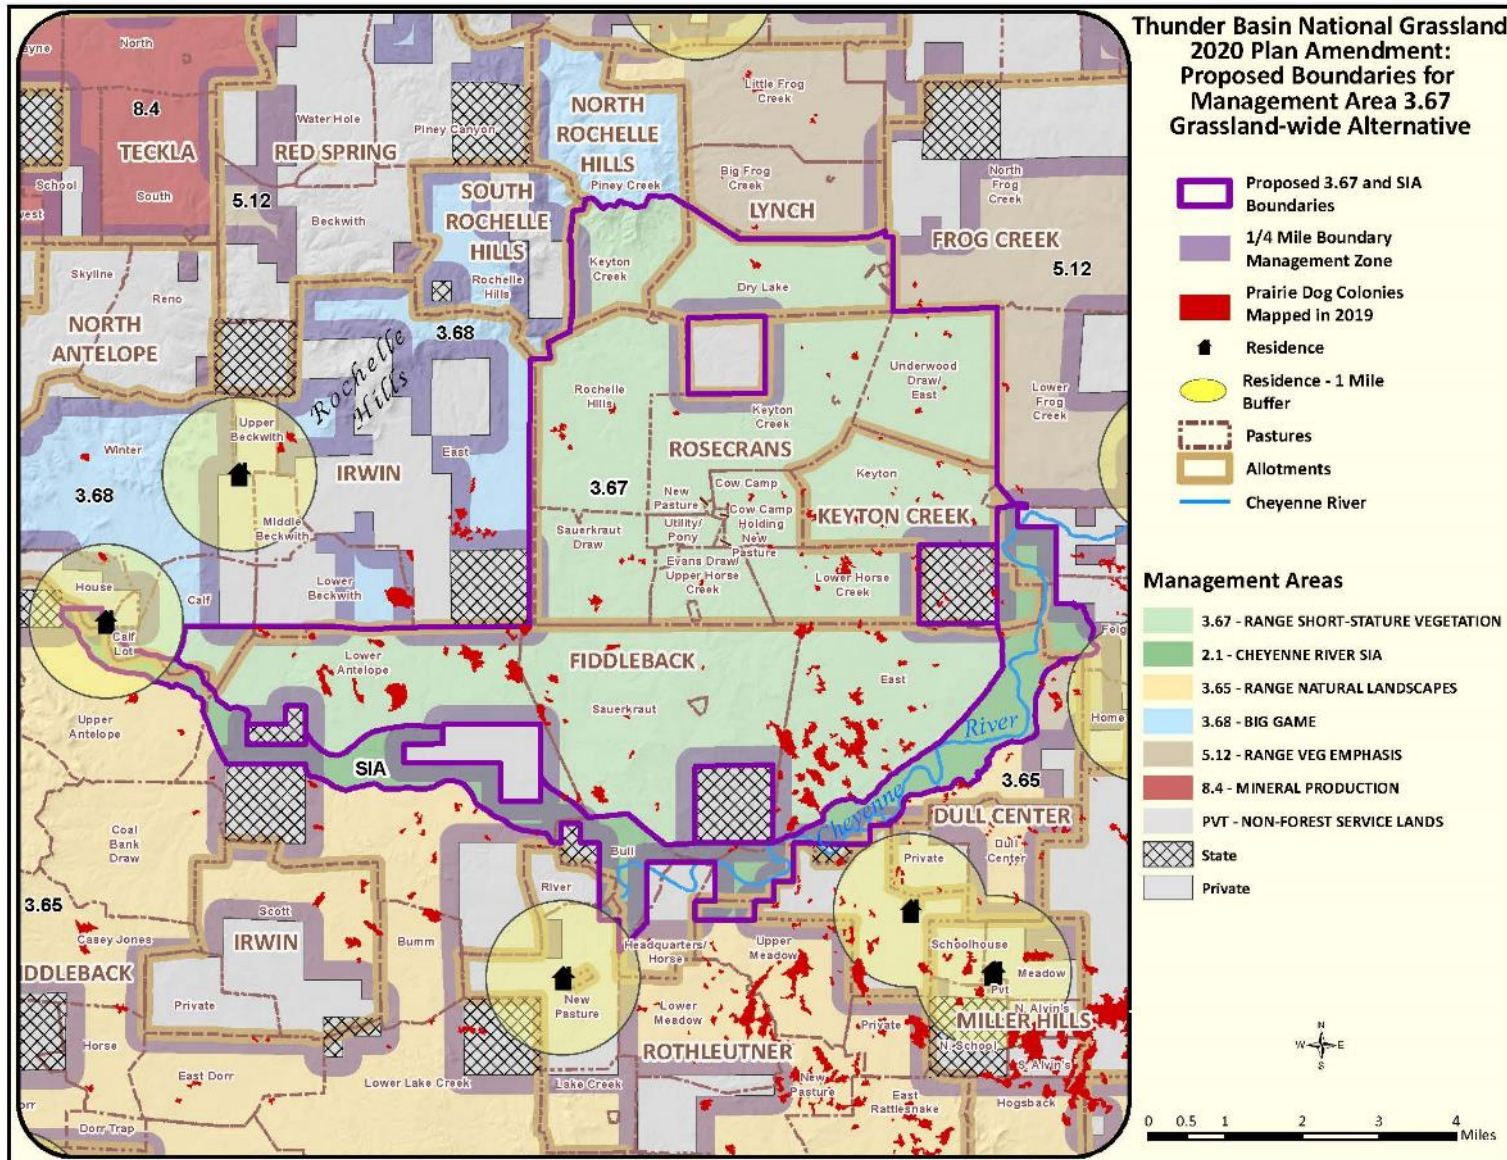 Thunder Basin National Grassland
2020 Plan Amendment:
Proposed Boundaries for
Management Area 3.67
Grassland-wide Alternative
Proposed 3.67 and SIA
Boundaries
1/4 Mile Boundary
Management Zone
Prairie Dog Colonies
Mapped in 2019
Residence
Residence - 1 Mile
Buffer
Pastures
Allotments
Cheyenne River
Management Areas
3.67 - RANGE SHORT-STATURE VEGETATION
2.1 - CHEYENNE RIVER SIA
3.65 - RANGE NATURAL LANDSCAPES
3.68 - BIG GAME
5.12 - RANGE VEG EMPHASIS
8.4 - MINERAL PRODUCTION
PVT - NON-FOREST SERVICE LANDS
State
Private
N
W E
S
0 0.5 1 2 3 4
Miles
ayne
North
8.4
TECKLA
School
South
west
5.12
Water Hole
RED SPRING
Piney Canyon
Beckwith
NORTH
ROCHELLE
HILLS
Piney Creek
SOUTH
ROCHELLE
HILLS
Rochelle
Hills
Little Frog
Creek
Big Frog
Creek
LYNCH
North
Frog
Creek
FROG CREEK
5.12
Skyline
Reno
NORTH
ANTELOPE
Keyton
Creek
Dry Lake
3.68
Rochelle
Hills
Rochelle
Hills
Underwood
Draw/
East
Lower
Frog
Creek
Keyton
Creek
ROSECRANS
Upper
Beckwith
Winter
3.68
IRWIN
East
3.67
Middle
Beckwith
Keyton
Cow Camp
New
Pasture
Cow Camp
Holding
New
Pasture
Utility/
Pony
KEYTON CREEK
Sauerkraut
Draw
Evans Draw/
Upper Horse
Creek
Lower Horse
Creek
House
Calf
Lot
Calf
Lower
Beckwith
Felg
Lower
Antelope
FIDDLEBACK
East
Sauerkraut
Upper
Antelope
River
Home
SIA
3.65
Cheyenne
DULL CENTER
Coal
Bank
Draw
Bull
Private
Dull
Center
River
3.65
Scott
Casey Jones
IRWIN
Bumm
Headquarters/
Horse
Upper
Meadow
Schoolhouse
Meadow
Pvt
IDDLEBACK
Private
New
Pasture
Lower
Meadow
Private
N. Alvin's
MILLER HILLS
N. School
S. Alvin's
Horse
ROTHLEUTNER
East Dorr
Lower Lake Creek
Lake Creek
New
Pasture
East
Rattlesnake
Hogsback
orr
Dorr Trap